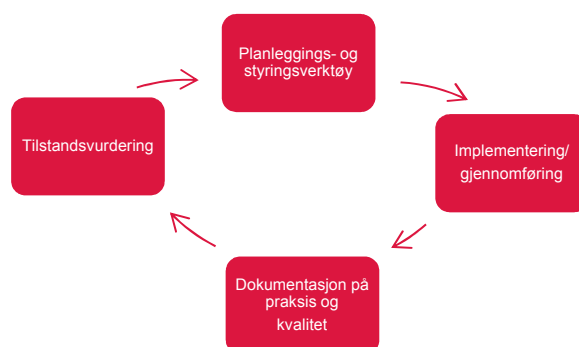 Planleggings- og
styringsverktøy
Tilstandsvurdering
Implementering/
gjennomføring
Dokumentasjon på
praksis og
kvalitet